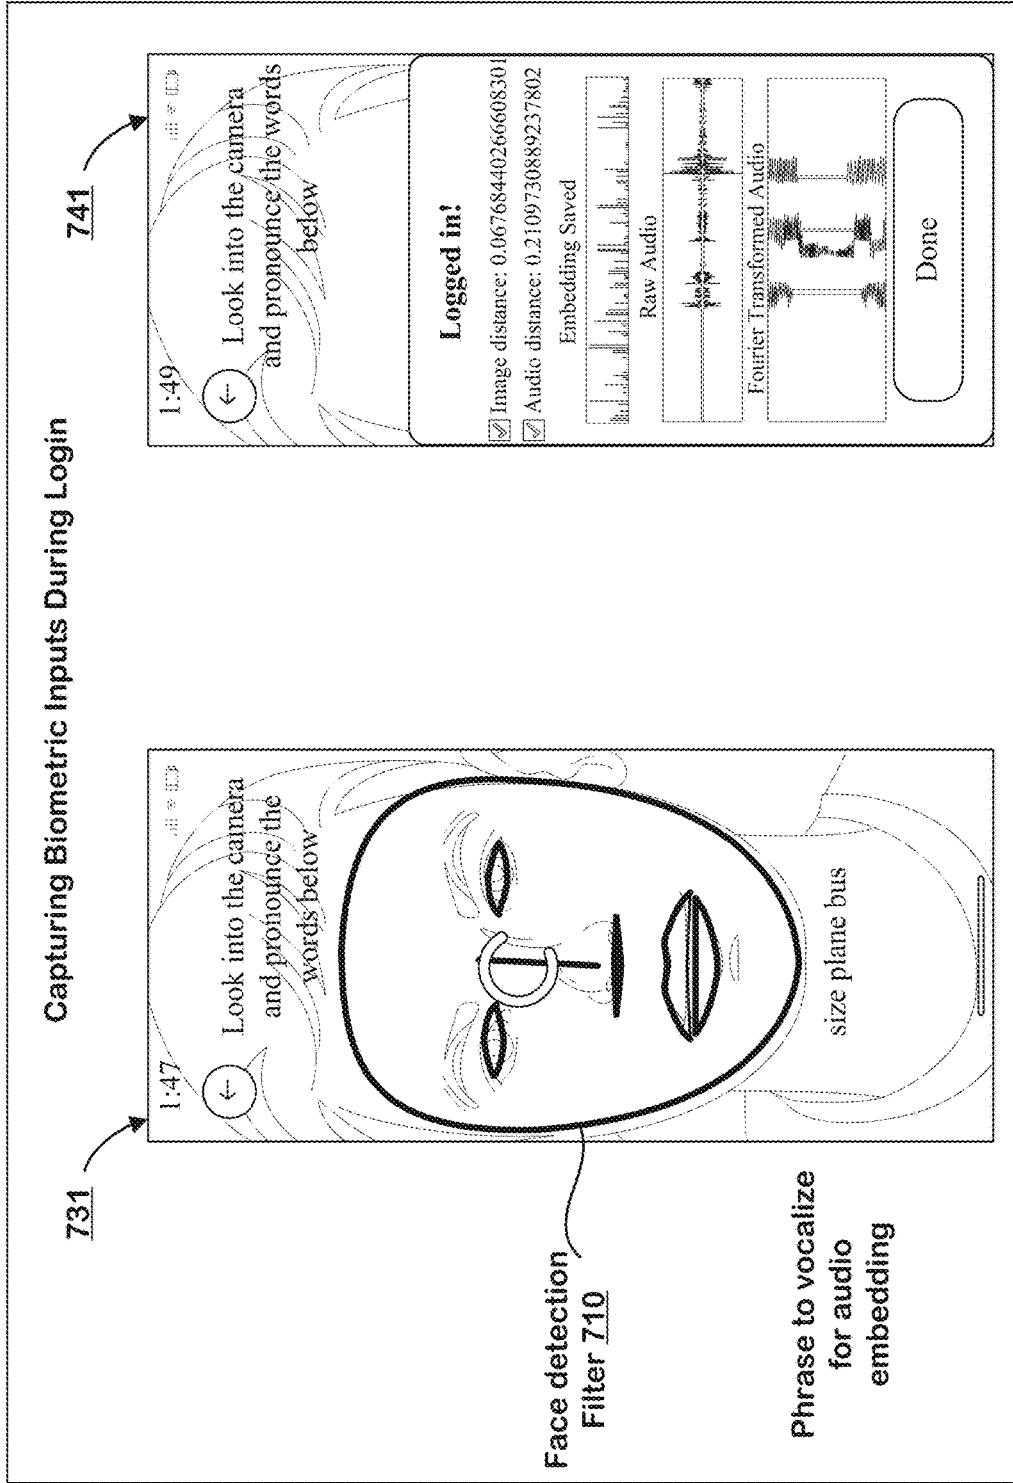 Capturing Biometric Inputs During Login
731
1:47
←
Look into the camera
and pronounce the
words below
Face detection
Filter 710
size plane bus
Phrase to vocalize
for audio
embedding
741
1:49
←
Look into the camera
and pronounce the words
below
Logged in!
Image distance: 0.06768440266608301
Audio distance: 0.2109730889237802
Embedding Saved
Raw Audio
Fourier Transformed Audio
Done